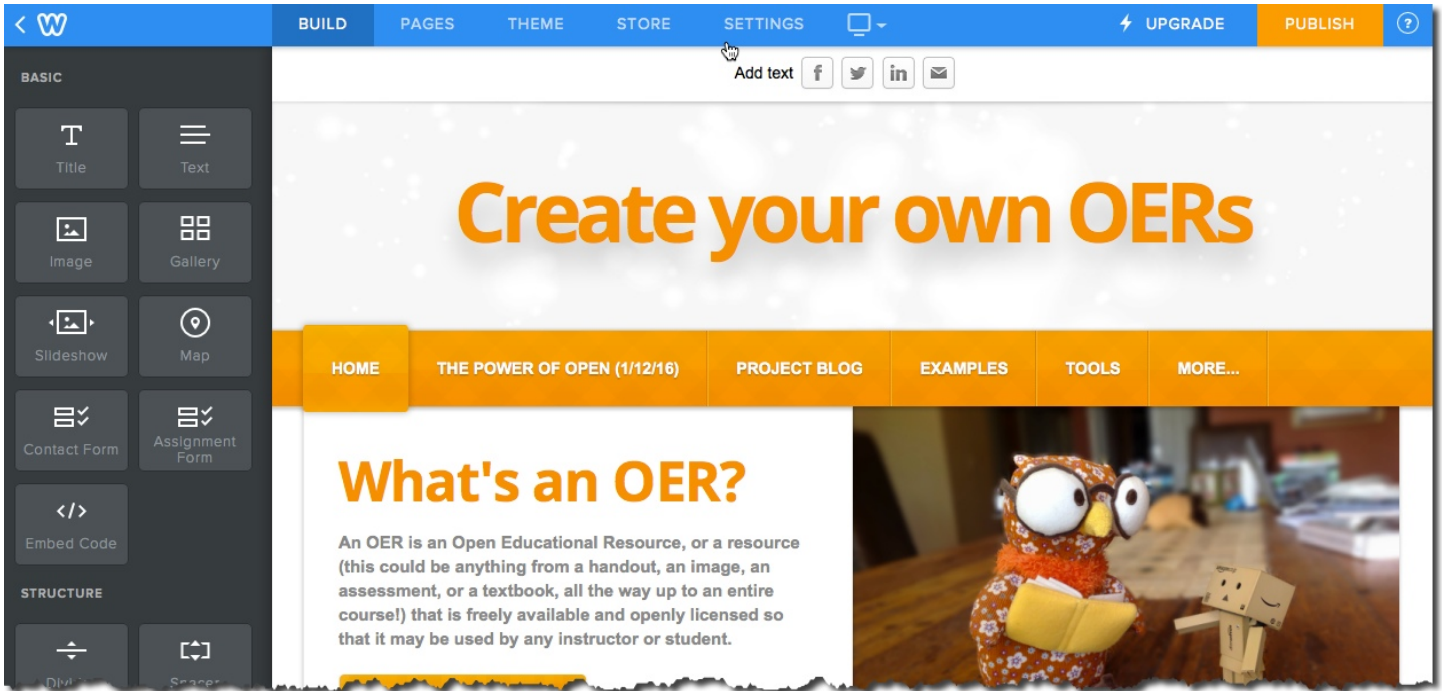 BUILD PAGES THEME STORE SETTINGS UPGRADE PUBLISH ?
BASIC
Title Text
Image Gallery
Slideshow Map
Contact Form Assignment Form
</> Embed Code
STRUCTURE
Spacer
Add text f in
Create your own OERs
HOME THE POWER OF OPEN (1/12/16) PROJECT BLOG EXAMPLES TOOLS MORE...
What's an OER?
An OER is an Open Educational Resource, or a resource
(this could be anything from a handout, an image, an
assessment, or a textbook, all the way up to an entire
course!) that is freely available and openly licensed so
that it may be used by any instructor or student.